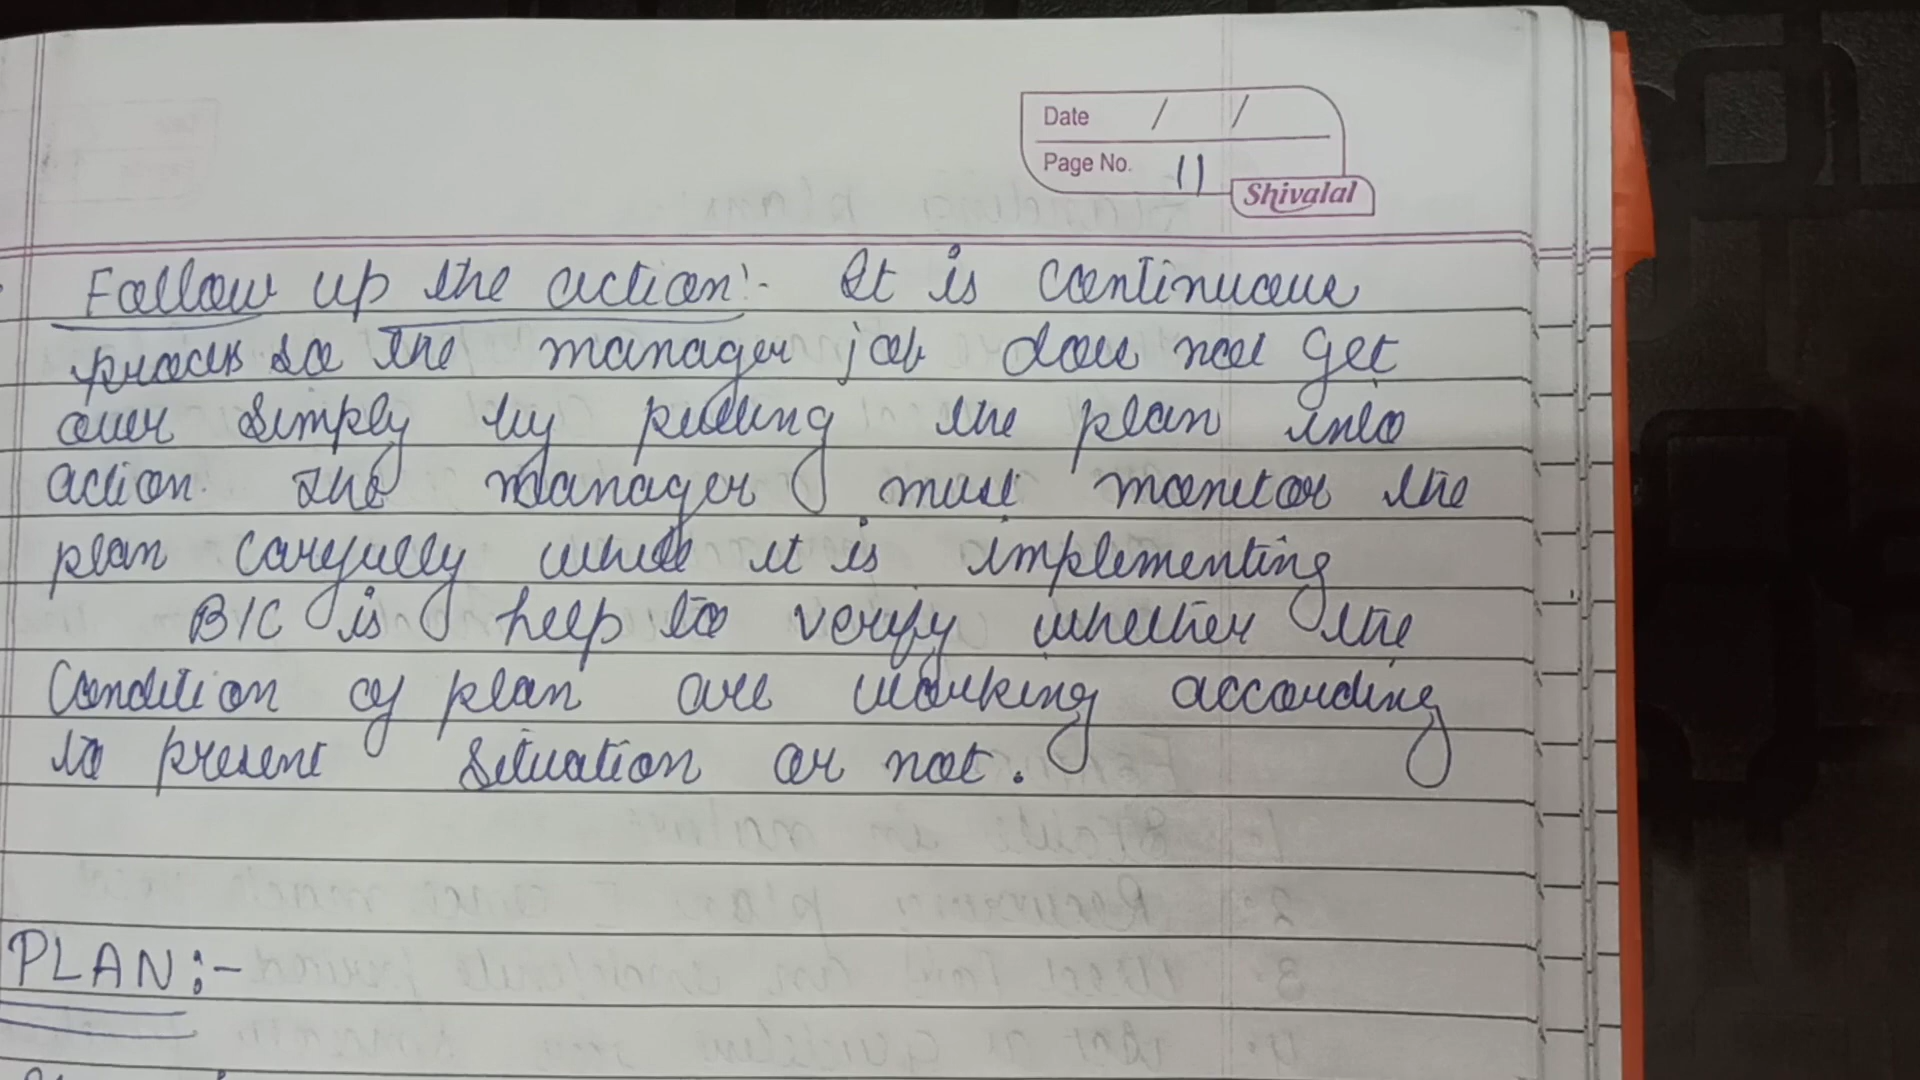 Date / /
Page No. 11
Shivalal
Follow up the action:- It is continuous
process so the manager job does not get
over simply by putting the plan into
action. The manager must monitor the
plan carefully while it is implementing
B/C is help to verify whether the
Condition of plan are working according
to present situation or not.
PLAN:-